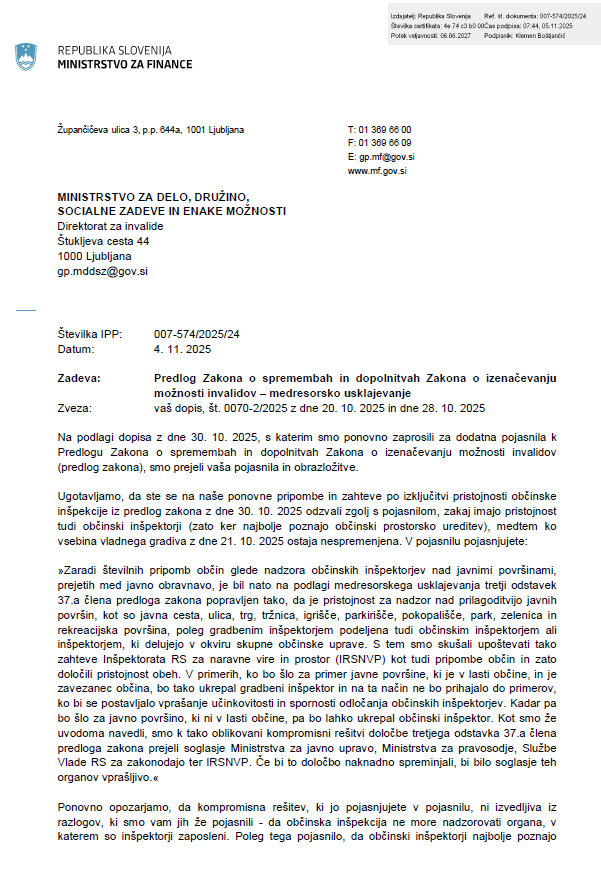 Izdajatelj: Republika Slovenija Ref. št. dokumenta: 007-574/2025/24
Številka certifikata: 4e 74 c3 b0 00 Čas podpisa: 07:44, 05.11.2025
Potek veljavnosti: 06.06.2027 Podpisnik: Klemen Boštjančič
REPUBLIKA SLOVENIJA
MINISTRSTVO ZA FINANCE
Župančičeva ulica 3, p.p. 644a, 1001 Ljubljana
T: 01 369 66 00
F: 01 369 66 09
E: gp.mf@gov.si
www.mf.gov.si
MINISTRSTVO ZA DELO, DRUŽINO,
SOCIALNE ZADEVE IN ENAKE MOŽNOSTI
Direktorat za invalide
Štukljeva cesta 44
1000 Ljubljana
gp.mddsz@gov.si
Številka IPP: 007-574/2025/24
Datum: 4. 11. 2025
Zadeva: Predlog Zakona o spremembah in dopolnitvah Zakona o izenačevanju
možnosti invalidov – medresorsko usklajevanje
Zveza: vaš dopis, št. 0070-2/2025 z dne 20. 10. 2025 in dne 28. 10. 2025
Na podlagi dopisa z dne 30. 10. 2025, s katerim smo ponovno zaprosili za dodatna pojasnila k
Predlogu Zakona o spremembah in dopolnitvah Zakona o izenačevanju možnosti invalidov
(predlog zakona), smo prejeli vaša pojasnila in obrazložitve.
Ugotavljamo, da ste se na naše ponovne pripombe in zahteve po izključitvi pristojnosti občinske
inšpekcije iz predlog zakona z dne 30. 10. 2025 odzvali zgolj s pojasnilom, zakaj imajo pristojnost
tudi občinski inšpektorji (zato ker najbolje poznajo občinski prostorsko ureditev), medtem ko
vsebina vladnega gradiva z dne 21. 10. 2025 ostaja nespremenjena. V pojasnilu pojasnjujete:
»Zaradi številnih pripomb občin glede nadzora občinskih inšpektorjev nad javnimi površinami,
prejetih med javno obravnavo, je bil nato na podlagi medresorskega usklajevanja tretji odstavek
37.a člena predloga zakona popravljen tako, da je pristojnost za nadzor nad prilagoditvijo javnih
površin, kot so javna cesta, ulica, trg, tržnica, igrišče, parkirišče, pokopališče, park, zelenica in
rekreacijska površina, poleg gradbenim inšpektorjem podeljena tudi občinskim inšpektorjem ali
inšpektorjem, ki delujejo v okviru skupne občinske uprave. S tem smo skušali upoštevati tako
zahteve Inšpektorata RS za naravne vire in prostor (IRSNVP) kot tudi pripombe občin in zato
določili pristojnost obeh. V primerih, ko bo šlo za primer javne površine, ki je v lasti občine, in je
zavezanec občina, bo tako ukrepal gradbeni inšpektor in na ta način ne bo prihajalo do primerov,
ko bi se postavljalo vprašanje učinkovitosti in spornosti odločanja občinskih inšpektorjev. Kadar pa
bo šlo za javno površino, ki ni v lasti občine, pa bo lahko ukrepal občinski inšpektor. Kot smo že
uvodoma navedli, smo k tako oblikovani kompromisni rešitvi določbe tretjega odstavka 37.a člena
predloga zakona prejeli soglasje Ministrstva za javno upravo, Ministrstva za pravosodje, Službe
Vlade RS za zakonodajo ter IRSNVP. Če bi to določbo naknadno spreminjali, bi bilo soglasje teh
organov vprašljivo.«
Ponovno opozarjamo, da kompromisna rešitev, ki jo pojasnjujete v pojasnilu, ni izvedljiva iz
razlogov, ki smo vam jih že pojasnili - da občinska inšpekcija ne more nadzorovati organa, v
katerem so inšpektorji zaposleni. Poleg tega pojasnilo, da občinski inšpektorji najbolje poznajo